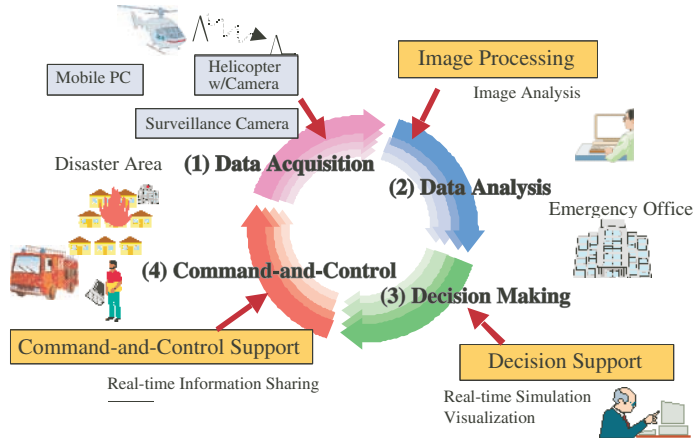 Mobile PC
Helicopter
w/Camera
Surveillance Camera
Image Processing
Image Analysis
Disaster Area
(1) Data Acquisition
(2) Data Analysis
Emergency Office
(4) Command-and-Control
(3) Decision Making
Command-and-Control Support
Real-time Information Sharing
Decision Support
Real-time Simulation
Visualization